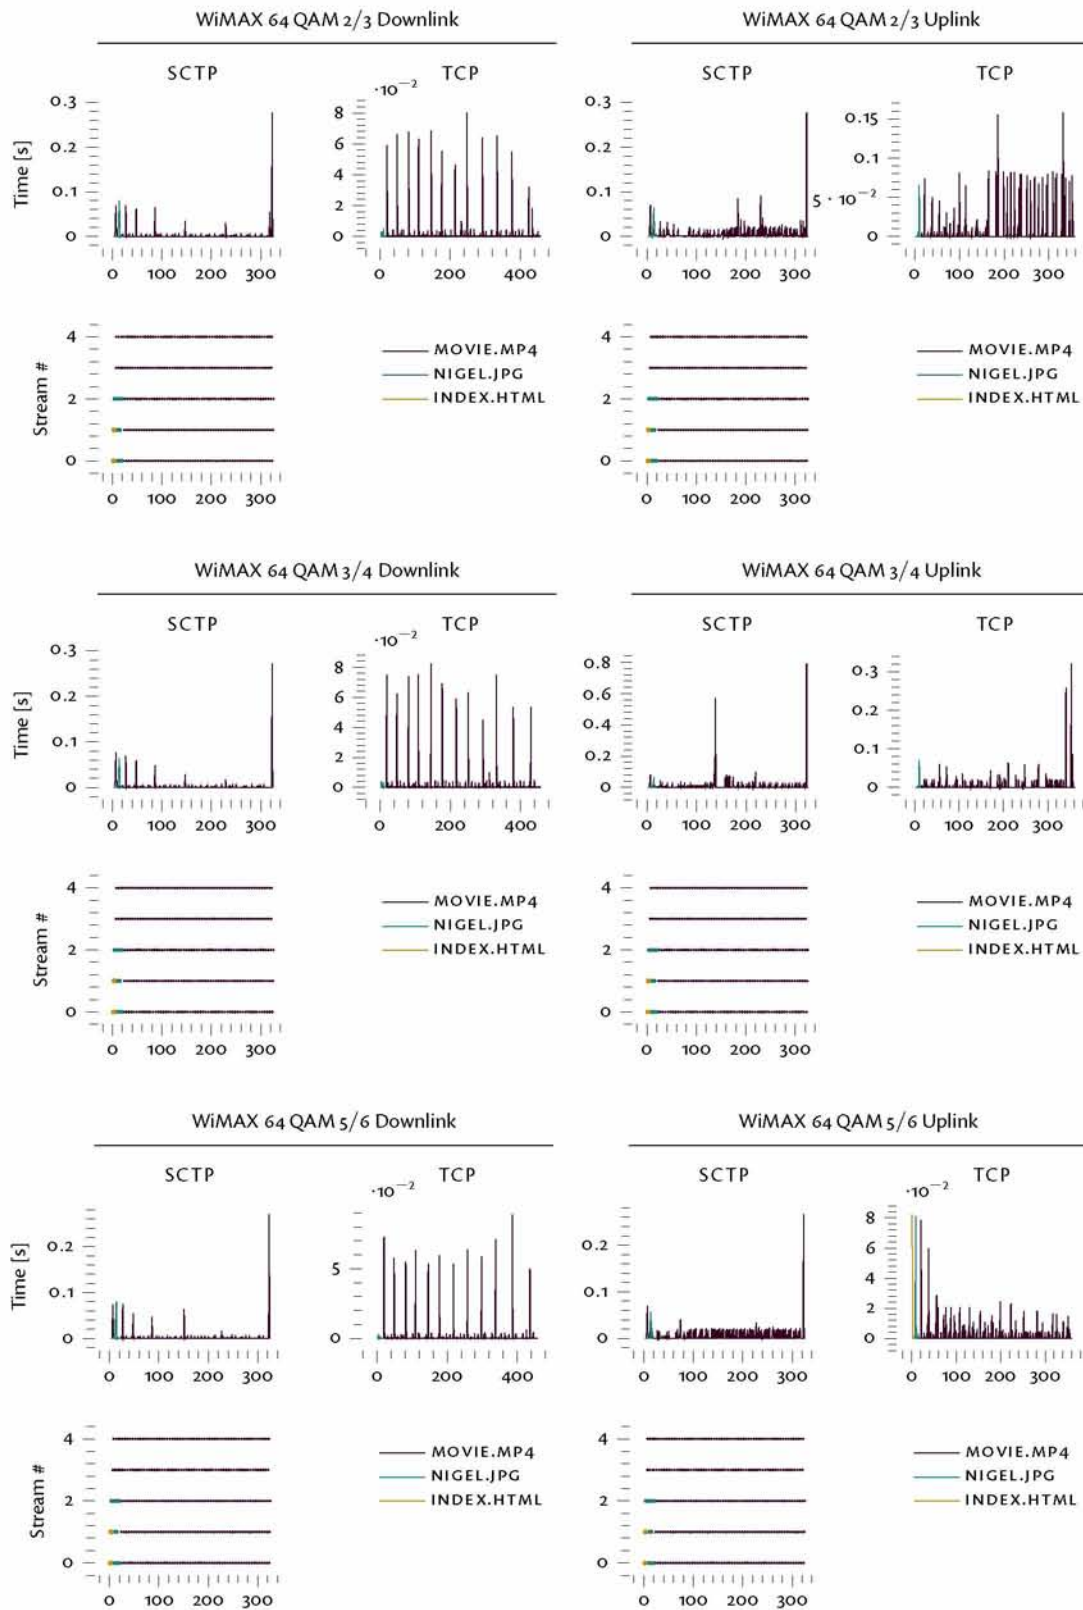 WiMAX 64 QAM 2/3 Downlink
WiMAX 64 QAM 2/3 Uplink
SCTP
TCP
SCTP
TCP
·10−2
Time [s]
0.3
0.2
0.1
0
0 100 200 300
8
6
4
2
0
0 200 400
0.3
0.2
0.1
0
0 100 200 300
0.15
0.1
5 · 10−2
0
0 100 200 300
Stream #
4
2
0
0 100 200 300
MOVIE.MP4
NIGEL.JPG
INDEX.HTML
4
2
0
0 100 200 300
MOVIE.MP4
NIGEL.JPG
INDEX.HTML
WiMAX 64 QAM 3/4 Downlink
WiMAX 64 QAM 3/4 Uplink
SCTP
TCP
SCTP
TCP
·10−2
Time [s]
0.3
0.2
0.1
0
0 100 200 300
8
6
4
2
0
0 200 400
0.8
0.6
0.4
0.2
0
0 100 200 300
0.3
0.2
0.1
0
0 100 200 300
Stream #
4
2
0
0 100 200 300
MOVIE.MP4
NIGEL.JPG
INDEX.HTML
4
2
0
0 100 200 300
MOVIE.MP4
NIGEL.JPG
INDEX.HTML
WiMAX 64 QAM 5/6 Downlink
WiMAX 64 QAM 5/6 Uplink
SCTP
TCP
SCTP
TCP
·10−2
·10−2
Time [s]
0.2
0.1
0
0 100 200 300
5
0
0 200 400
0.2
0.1
0
0 100 200 300
8
6
4
2
0
0 100 200 300
Stream #
4
2
0
0 100 200 300
MOVIE.MP4
NIGEL.JPG
INDEX.HTML
4
2
0
0 100 200 300
MOVIE.MP4
NIGEL.JPG
INDEX.HTML